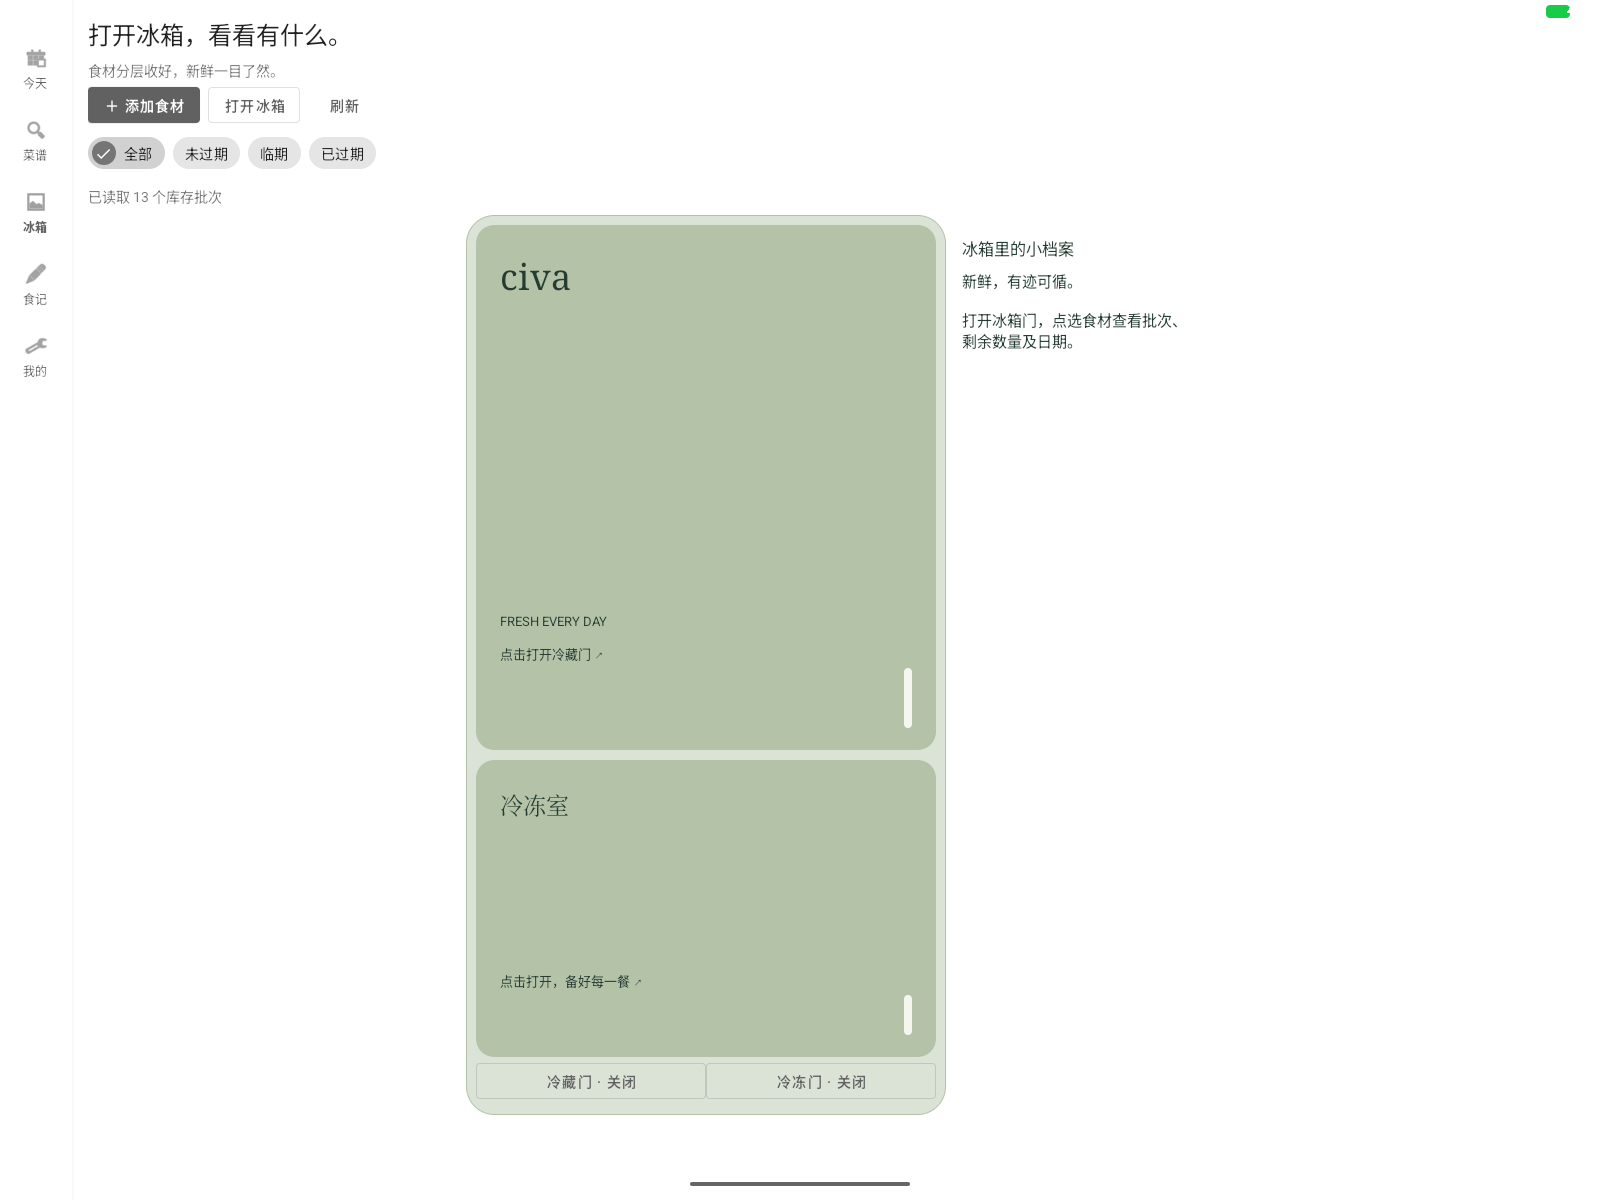 打开冰箱，看看有什么。
食材分层收好，新鲜一目了然。
添加食材
打开冰箱
刷新
全部
未过期
临期
已过期
已读取 13 个库存批次
今天
菜谱
冰箱
食记
我的
civa
FRESH EVERY DAY
点击打开冷藏门 ↗
冷冻室
点击打开，备好每一餐 ↗
冷藏门 · 关闭
冷冻门 · 关闭
冰箱里的小档案
新鲜，有迹可循。
打开冰箱门，点选食材查看批次、
剩余数量及日期。